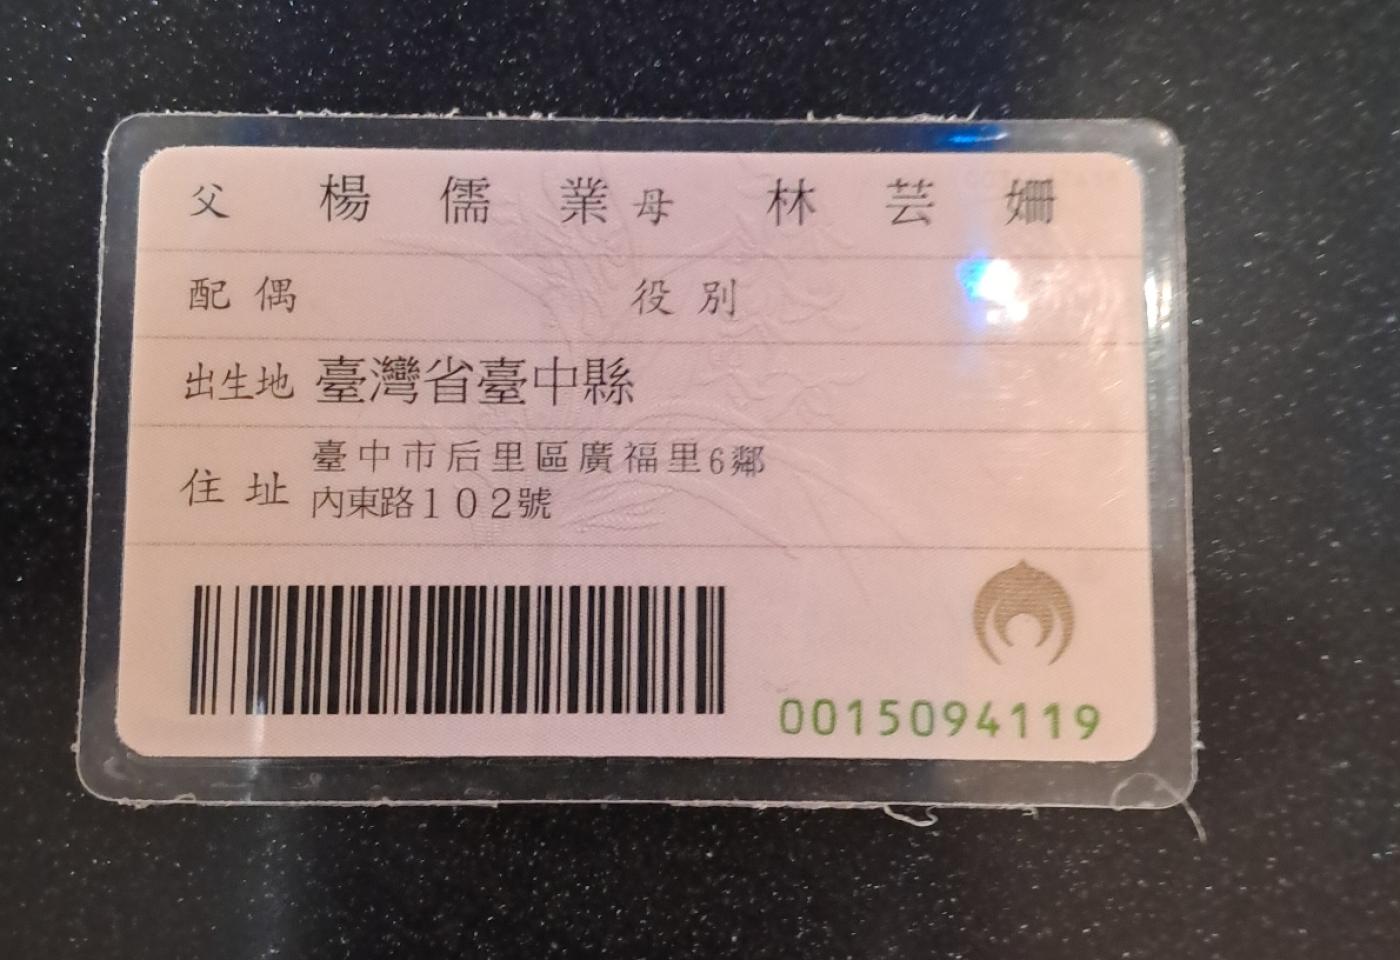 父 楊儒業 母 林芸姍
配偶 役別
出生地 臺灣省臺中縣
住址 臺中市后里區廣福里6鄰
內東路102號
0015094119